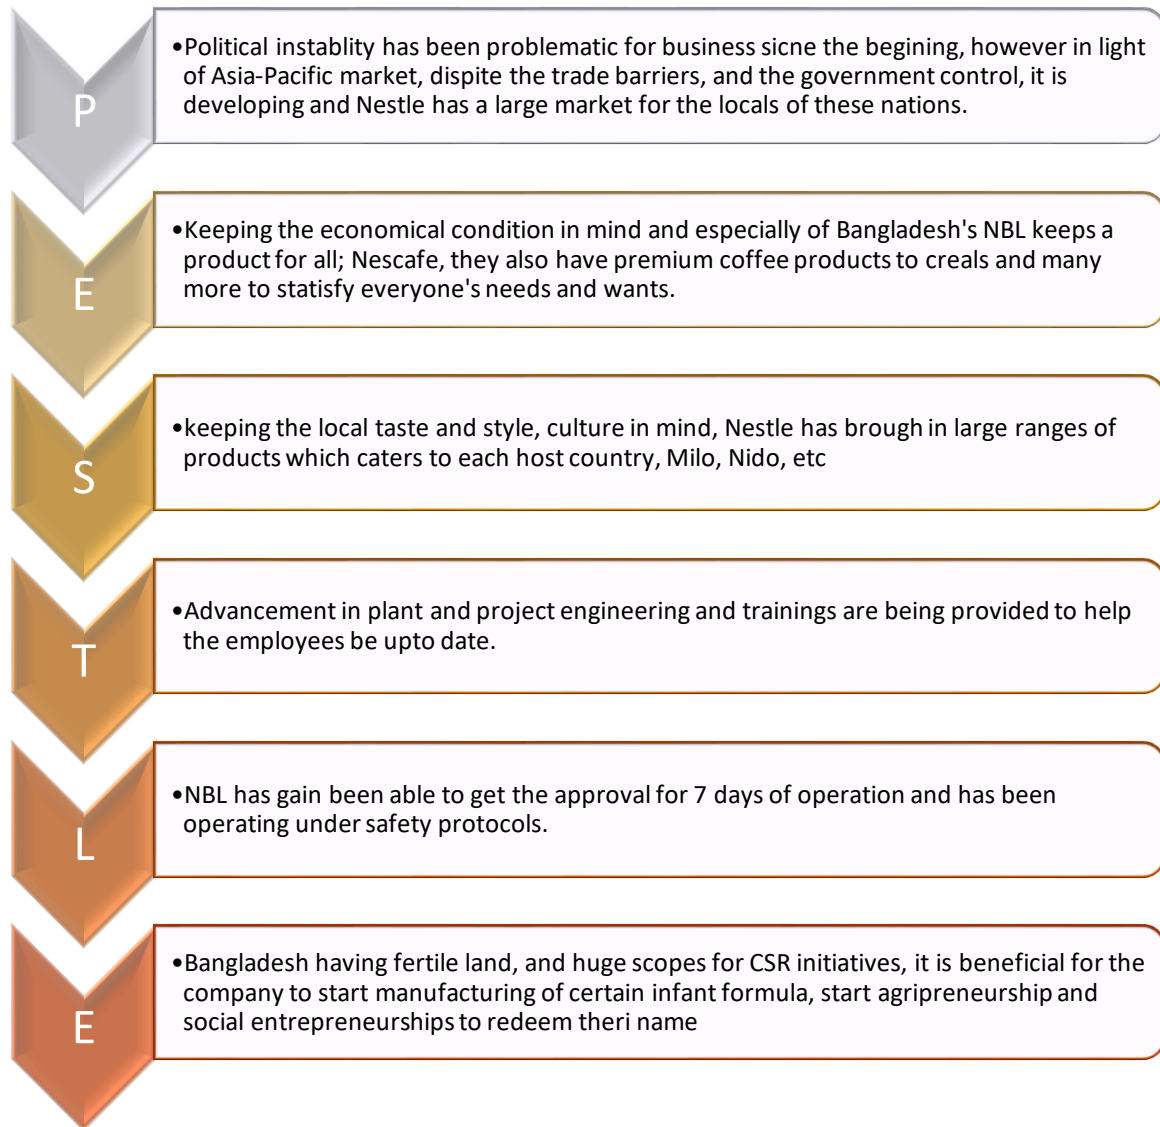 P
•Political instablity has been problematic for business sicne the begining, however in light
of Asia-Pacific market, dispite the trade barriers, and the government control, it is
developing and Nestle has a large market for the locals of these nations.
E
•Keeping the economical condition in mind and especially of Bangladesh's NBL keeps a
product for all; Nescafe, they also have premium coffee products to creals and many
more to statisfy everyone's needs and wants.
S
•keeping the local taste and style, culture in mind, Nestle has brough in large ranges of
products which caters to each host country, Milo, Nido, etc
T
•Advancement in plant and project engineering and trainings are being provided to help
the employees be upto date.
L
•NBL has gain been able to get the approval for 7 days of operation and has been
operating under safety protocols.
E
•Bangladesh having fertile land, and huge scopes for CSR initiatives, it is beneficial for the
company to start manufacturing of certain infant formula, start agripreneurship and
social entrepreneurships to redeem theri name